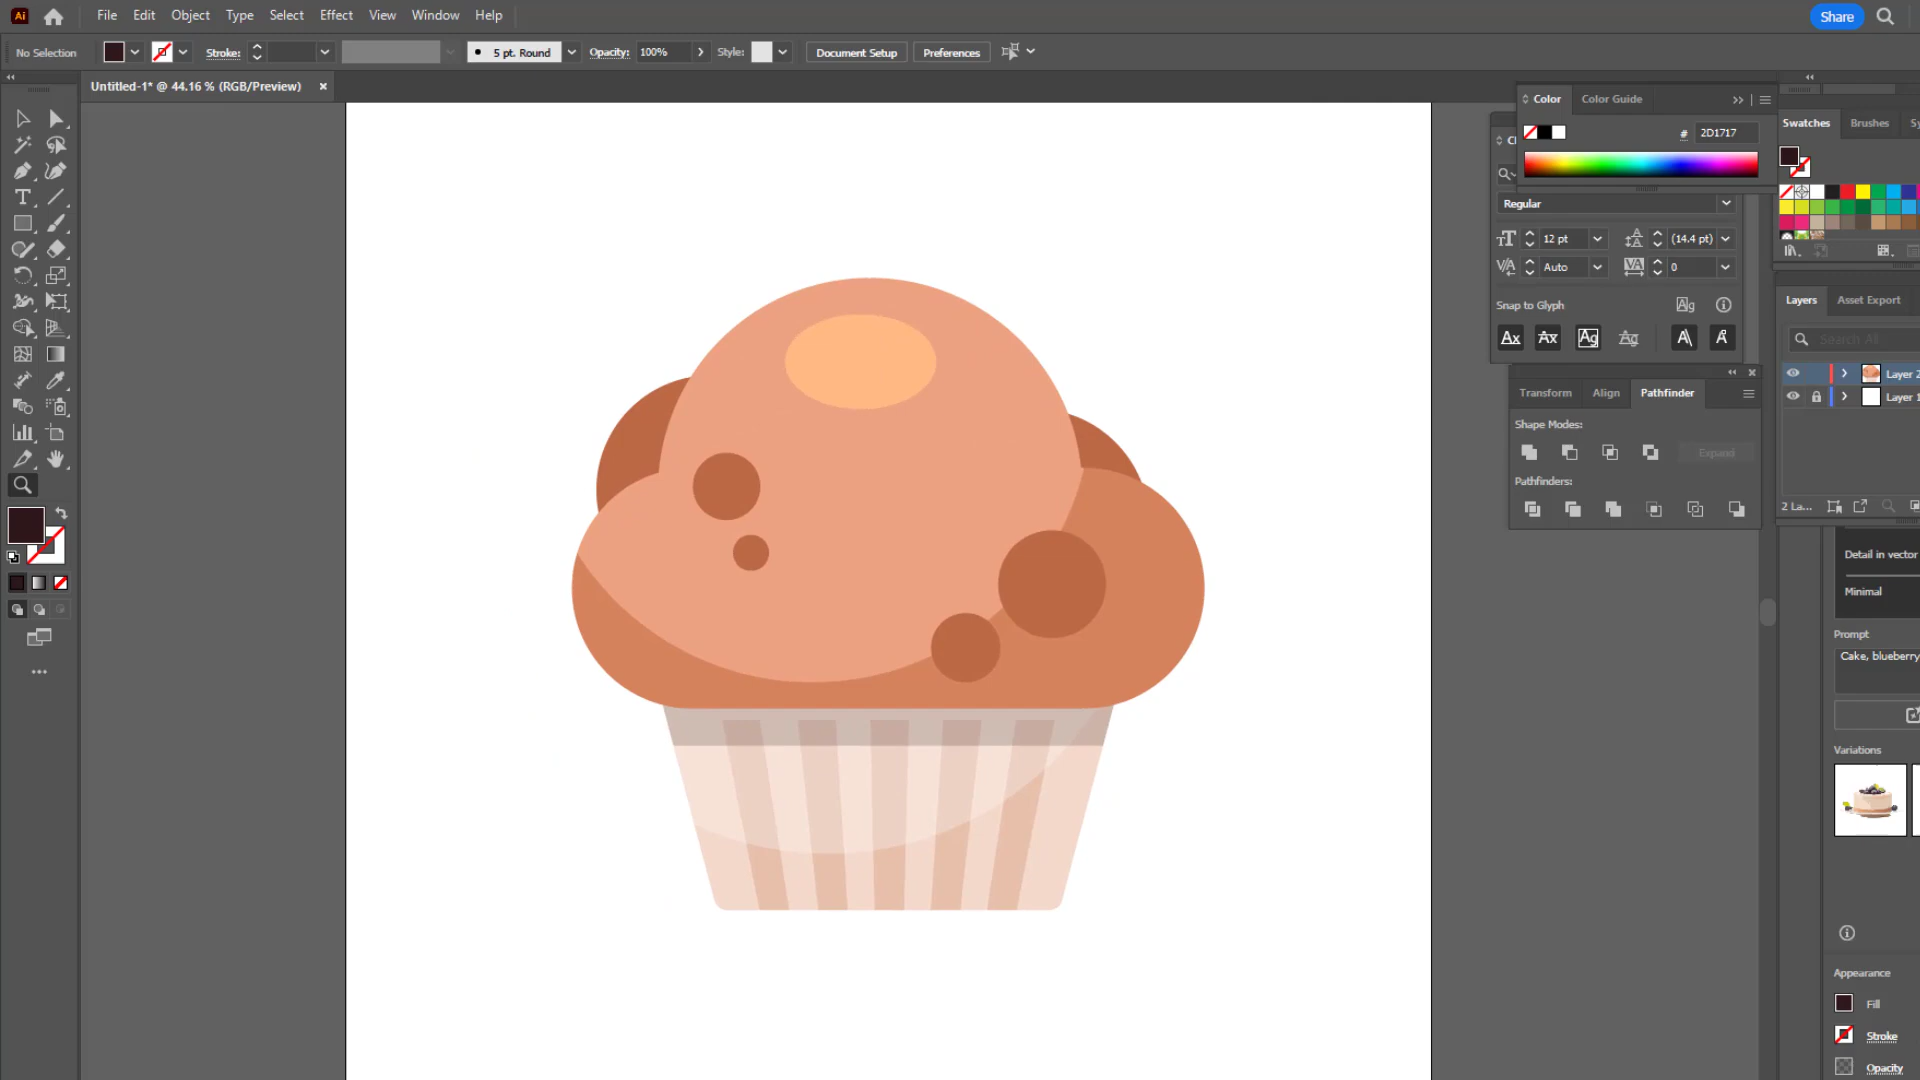 Ai File Edit Object Type Select Effect View Window Help Share
No Selection Stroke: 5 pt. Round Opacity: 100% Style: Document Setup Preferences
Untitled-1* @ 44.16 % (RGB/Preview) ×
Color Color Guide
# 2D1717
Swatches Brushes Sy
Regular
12 pt (14.4 pt)
Auto 0
Snap to Glyph
Layers Asset Export
Search All
Layer 2
Layer 1
Transform Align Pathfinder
Shape Modes:
Expand
Pathfinders:
2 La...
Detail in vector
Minimal
Prompt
Cake, blueberry
Variations
Appearance
Fill
Stroke
Opacity